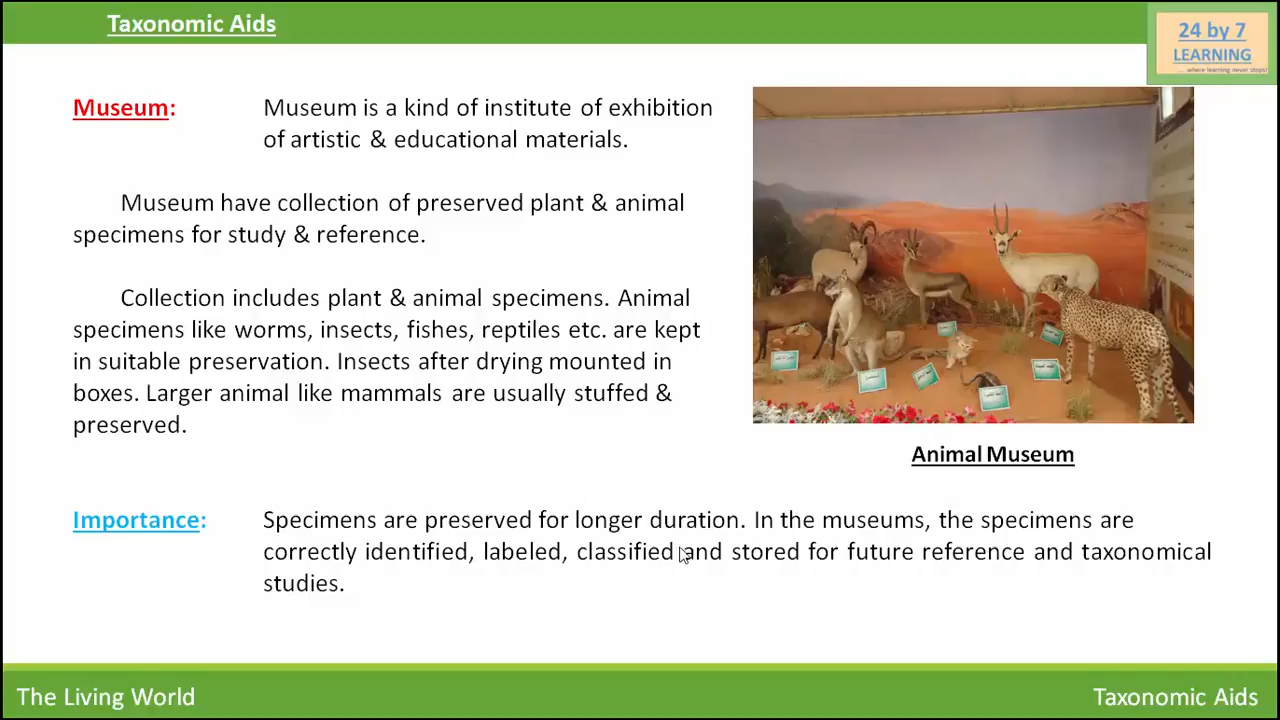 Taxonomic Aids
24 by 7
LEARNING
.... where learning never stops!
Museum: Museum is a kind of institute of exhibition
of artistic & educational materials.
Museum have collection of preserved plant & animal
specimens for study & reference.
Collection includes plant & animal specimens. Animal
specimens like worms, insects, fishes, reptiles etc. are kept
in suitable preservation. Insects after drying mounted in
boxes. Larger animal like mammals are usually stuffed &
preserved.
Animal Museum
Importance: Specimens are preserved for longer duration. In the museums, the specimens are
correctly identified, labeled, classified and stored for future reference and taxonomical
studies.
The Living World
Taxonomic Aids